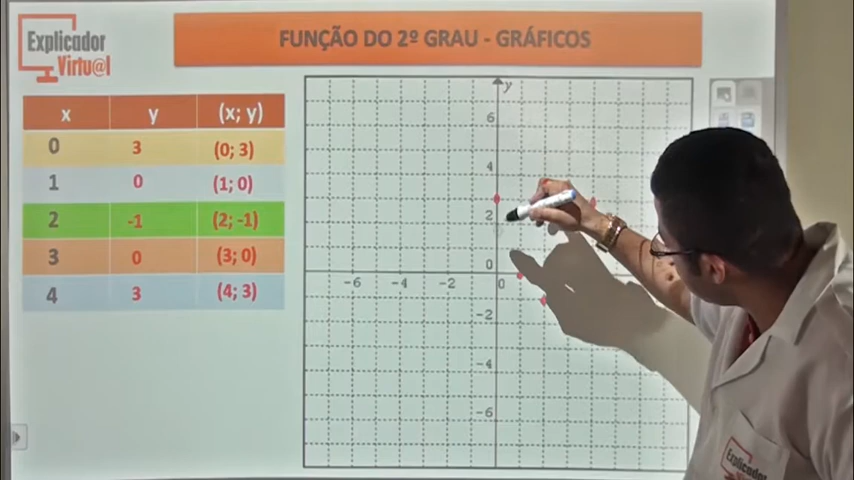 Explicador
Virtu@l
FUNÇÃO DO 2º GRAU - GRÁFICOS
x y (x; y)
0 3 (0; 3)
1 0 (1; 0)
2 -1 (2; -1)
3 0 (3; 0)
4 3 (4; 3)
y
6
4
2
0
-6 -4 -2 0
-2
-4
-6
Explicador
Virtu@l